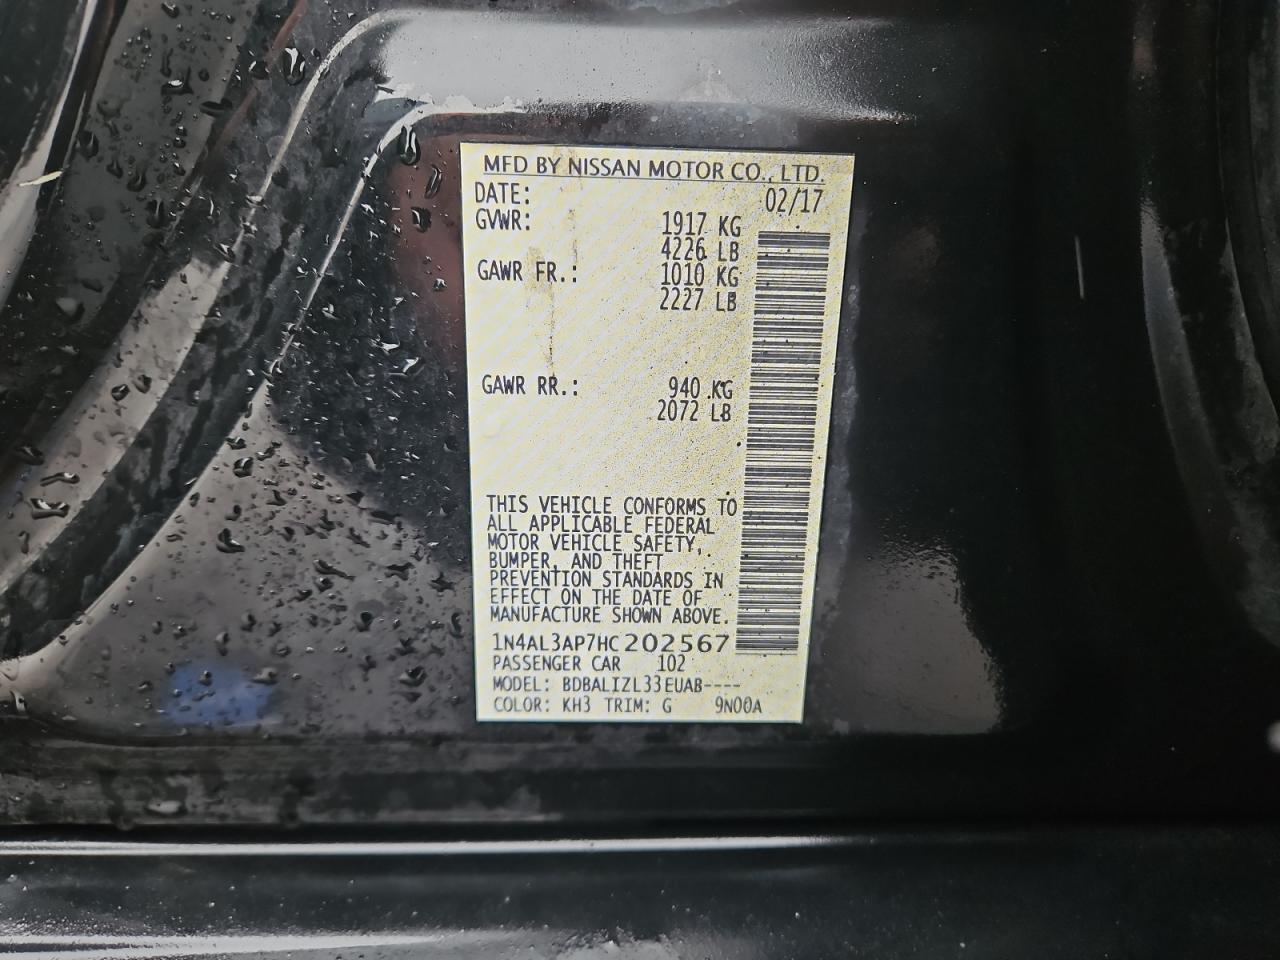 MFD BY NISSAN MOTOR CO., LTD.
DATE: 02/17
GVWR: 1917 KG
4226 LB
GAWR FR.: 1010 KG
2227 LB
GAWR RR.: 940 KG
2072 LB
THIS VEHICLE CONFORMS TO
ALL APPLICABLE FEDERAL
MOTOR VEHICLE SAFETY,
BUMPER, AND THEFT
PREVENTION STANDARDS IN
EFFECT ON THE DATE OF
MANUFACTURE SHOWN ABOVE.
1N4AL3AP7HC202567
PASSENGER CAR 102
MODEL: BDBALIZL33EUAB----
COLOR: KH3 TRIM: G 9N00A